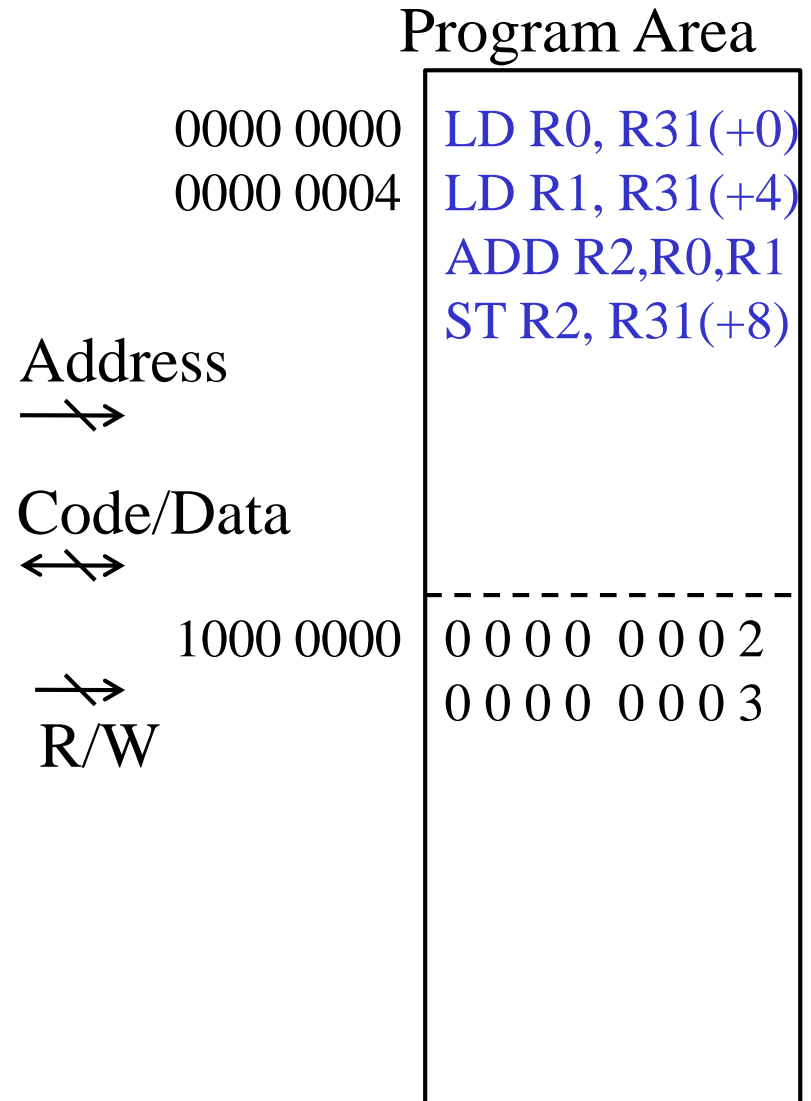 Program Area
0000 0000 LD R0, R31(+0)
0000 0004 LD R1, R31(+4)
ADD R2,R0,R1
ST R2, R31(+8)
Address
Code/Data
1000 0000 0 0 0 0 0 0 0 2
0 0 0 0 0 0 0 3
R/W